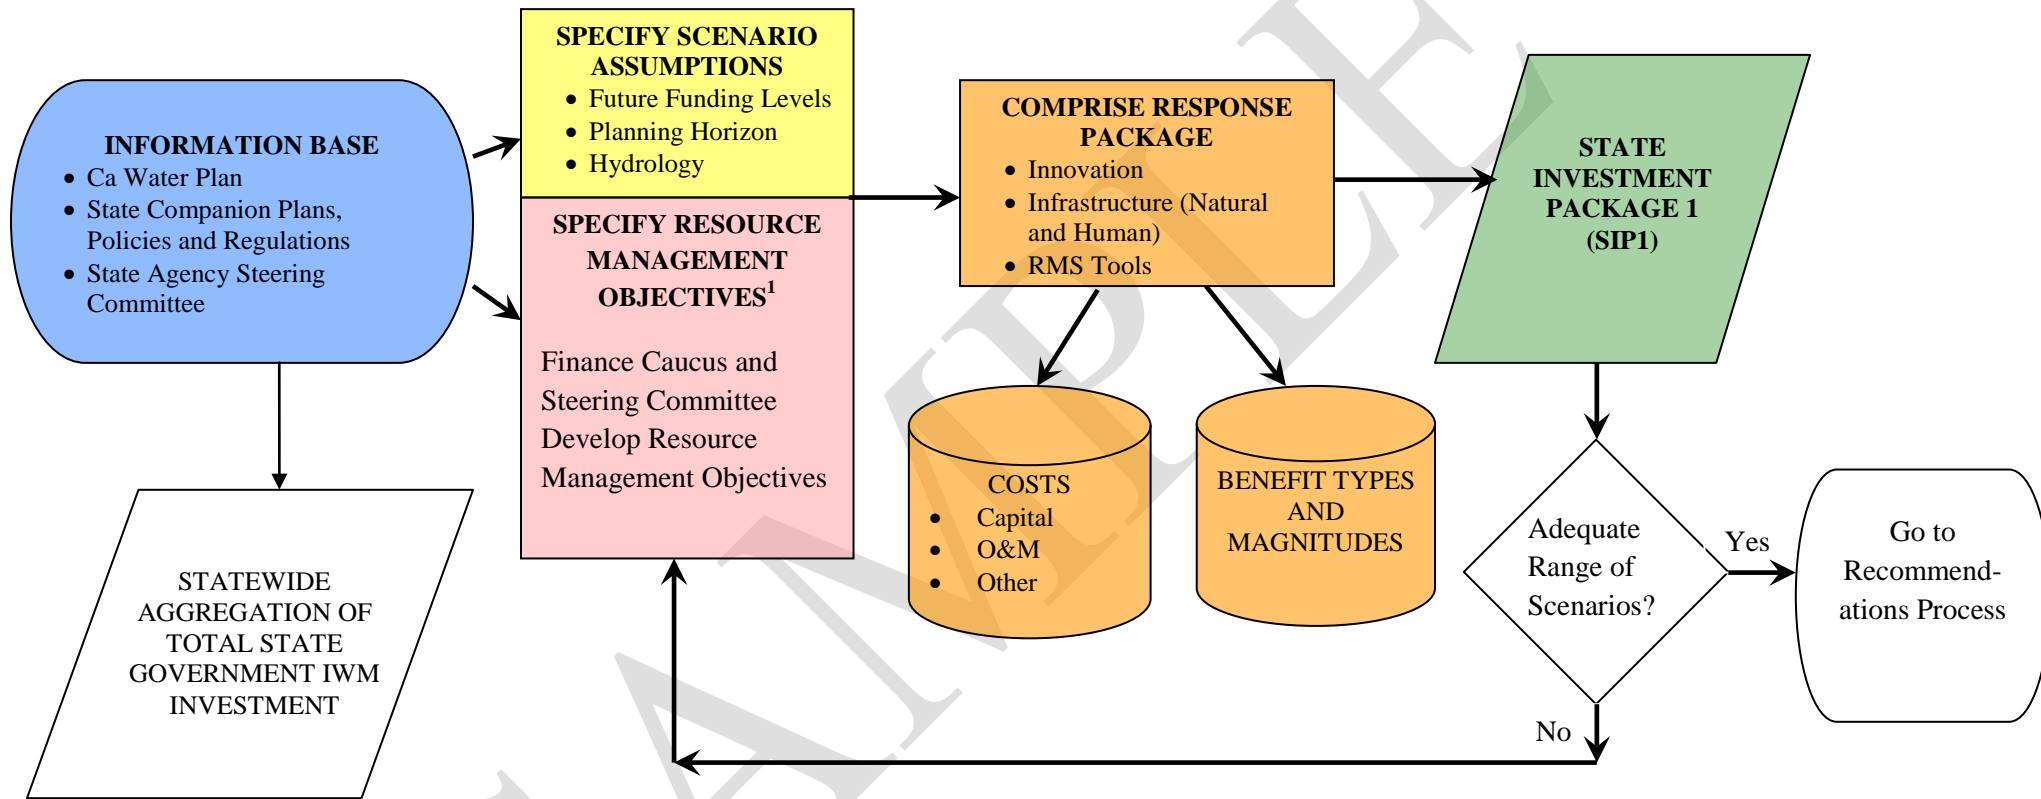 INFORMATION BASE
• Ca Water Plan
• State Companion Plans,
Policies and Regulations
• State Agency Steering
Committee
STATEWIDE
AGGREGATION OF
TOTAL STATE
GOVERNMENT IWM
INVESTMENT
SPECIFY SCENARIO
ASSUMPTIONS
• Future Funding Levels
• Planning Horizon
• Hydrology
SPECIFY RESOURCE
MANAGEMENT
OBJECTIVES¹
Finance Caucus and
Steering Committee
Develop Resource
Management Objectives
COMPRISE RESPONSE
PACKAGE
• Innovation
• Infrastructure (Natural
and Human)
• RMS Tools
COSTS
• Capital
• O&M
• Other
BENEFIT TYPES
AND
MAGNITUDES
STATE
INVESTMENT
PACKAGE 1
(SIP1)
Adequate
Range of
Scenarios?
Yes
No
Go to
Recommend-
ations Process
AMPLE